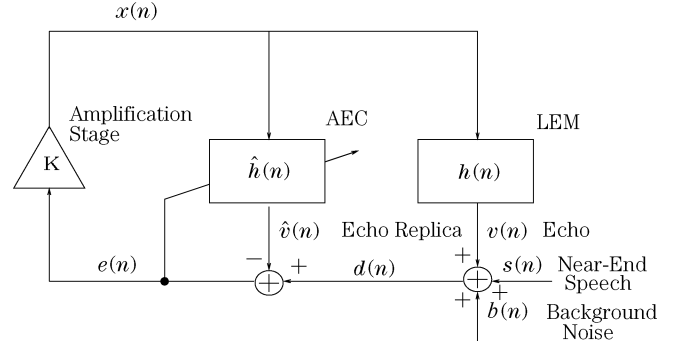 x(n)
Amplification
Stage
AEC
LEM
K
ĥ(n)
h(n)
v̂(n) Echo Replica
v(n) Echo
e(n)
−
+
d(n)
+
s(n) Near-End
Speech
+
+
+
+
b(n) Background
Noise